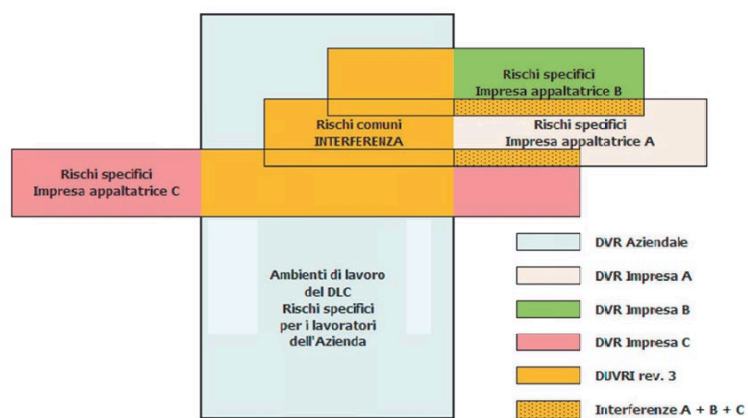 Rischi specifici
Impresa appaltatrice B
Rischi comuni
INTERFERENZA
Rischi specifici
Impresa appaltatrice A
Rischi specifici
Impresa appaltatrice C
Ambienti di lavoro
del DLC
Rischi specifici
per i lavoratori
dell'Azienda
DVR Aziendale
DVR Impresa A
DVR Impresa B
DVR Impresa C
DUVRI rev. 3
Interferenze A + B + C